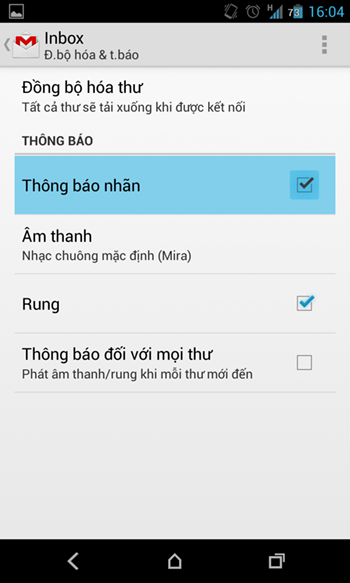 H 73 16:04
Inbox
Đ.bộ hóa & t.báo
Đồng bộ hóa thư
Tất cả thư sẽ tải xuống khi được kết nối
THÔNG BÁO
Thông báo nhãn
Âm thanh
Nhạc chuông mặc định (Mira)
Rung
Thông báo đối với mọi thư
Phát âm thanh/rung khi mỗi thư mới đến